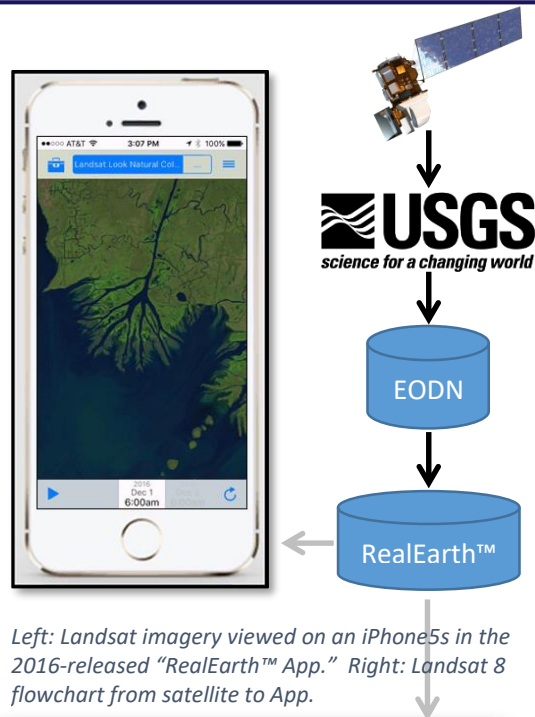 ●●○○○ AT&T 3:07 PM 100%
Landsat Look Natural Col... ...
2016
Dec 1
6:00am
USGS
science for a changing world
EODN
RealEarth™
Left: Landsat imagery viewed on an iPhone5s in the
2016-released “RealEarth™ App.” Right: Landsat 8
flowchart from satellite to App.